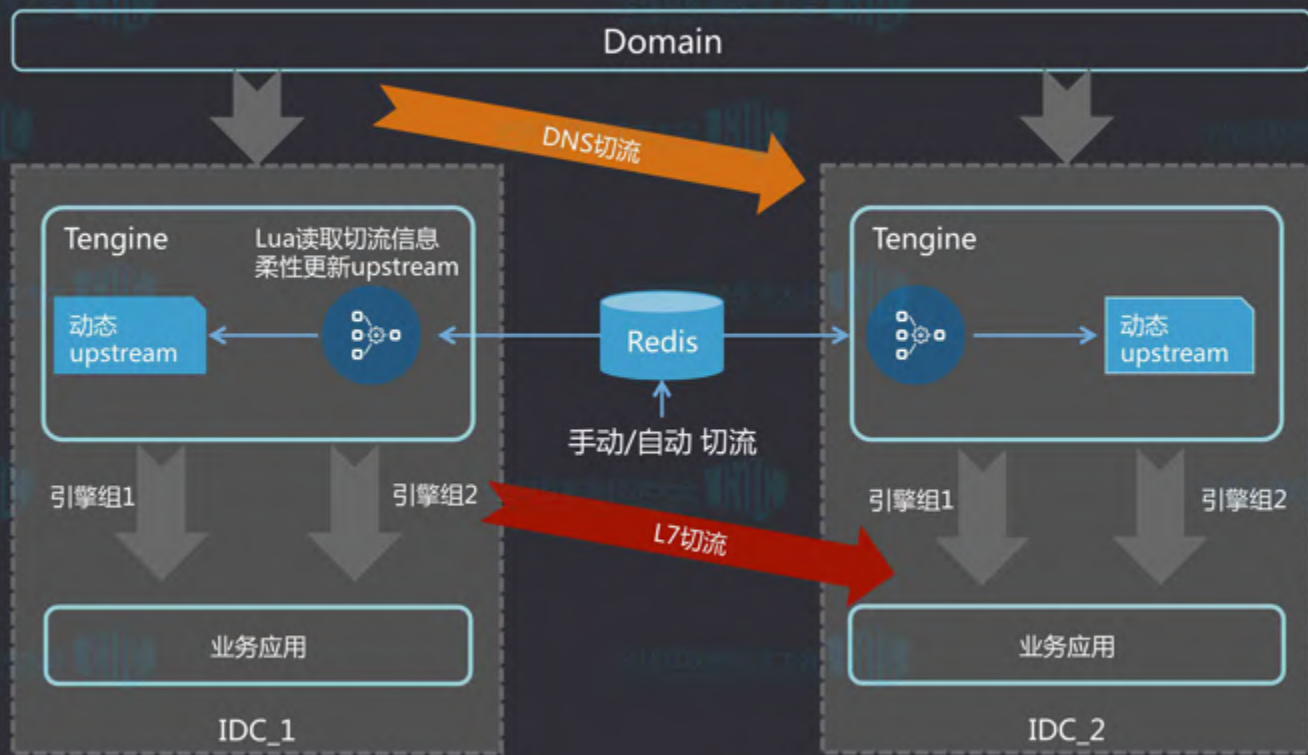 Domain
DNS切流
Tengine
Lua读取切流信息
柔性更新upstream
动态
upstream
Redis
手动/自动 切流
Tengine
动态
upstream
引擎组1
引擎组2
L7切流
引擎组1
引擎组2
业务应用
业务应用
IDC_1
IDC_2